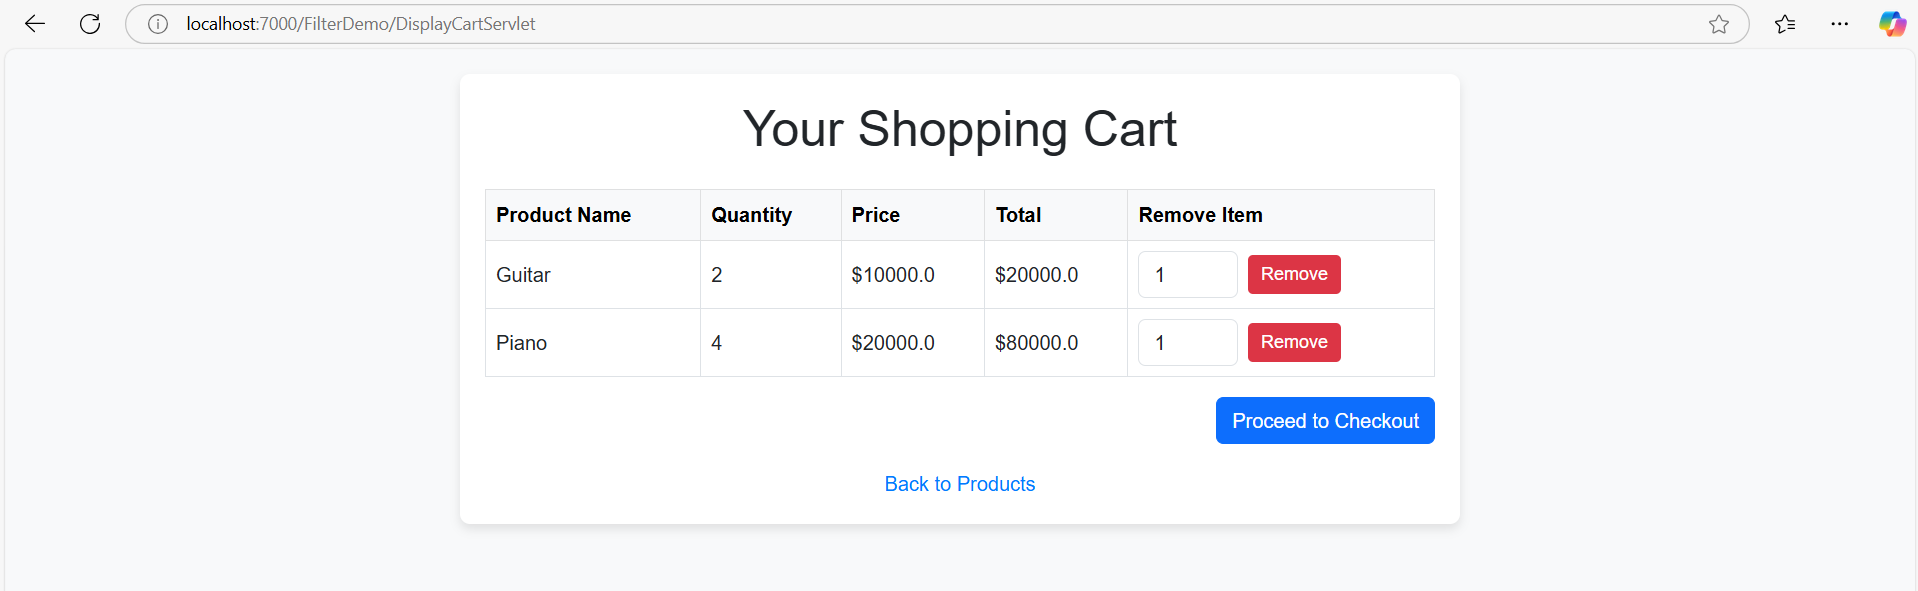 localhost:7000/FilterDemo/DisplayCartServlet
Your Shopping Cart
Product Name Quantity Price Total Remove Item
Guitar 2 $10000.0 $20000.0 1 Remove
Piano 4 $20000.0 $80000.0 1 Remove
Proceed to Checkout
Back to Products